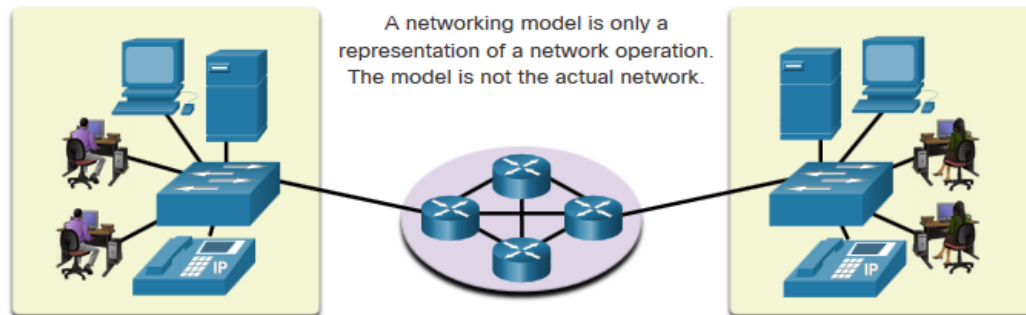 A networking model is only a
representation of a network operation.
The model is not the actual network.
IP
IP